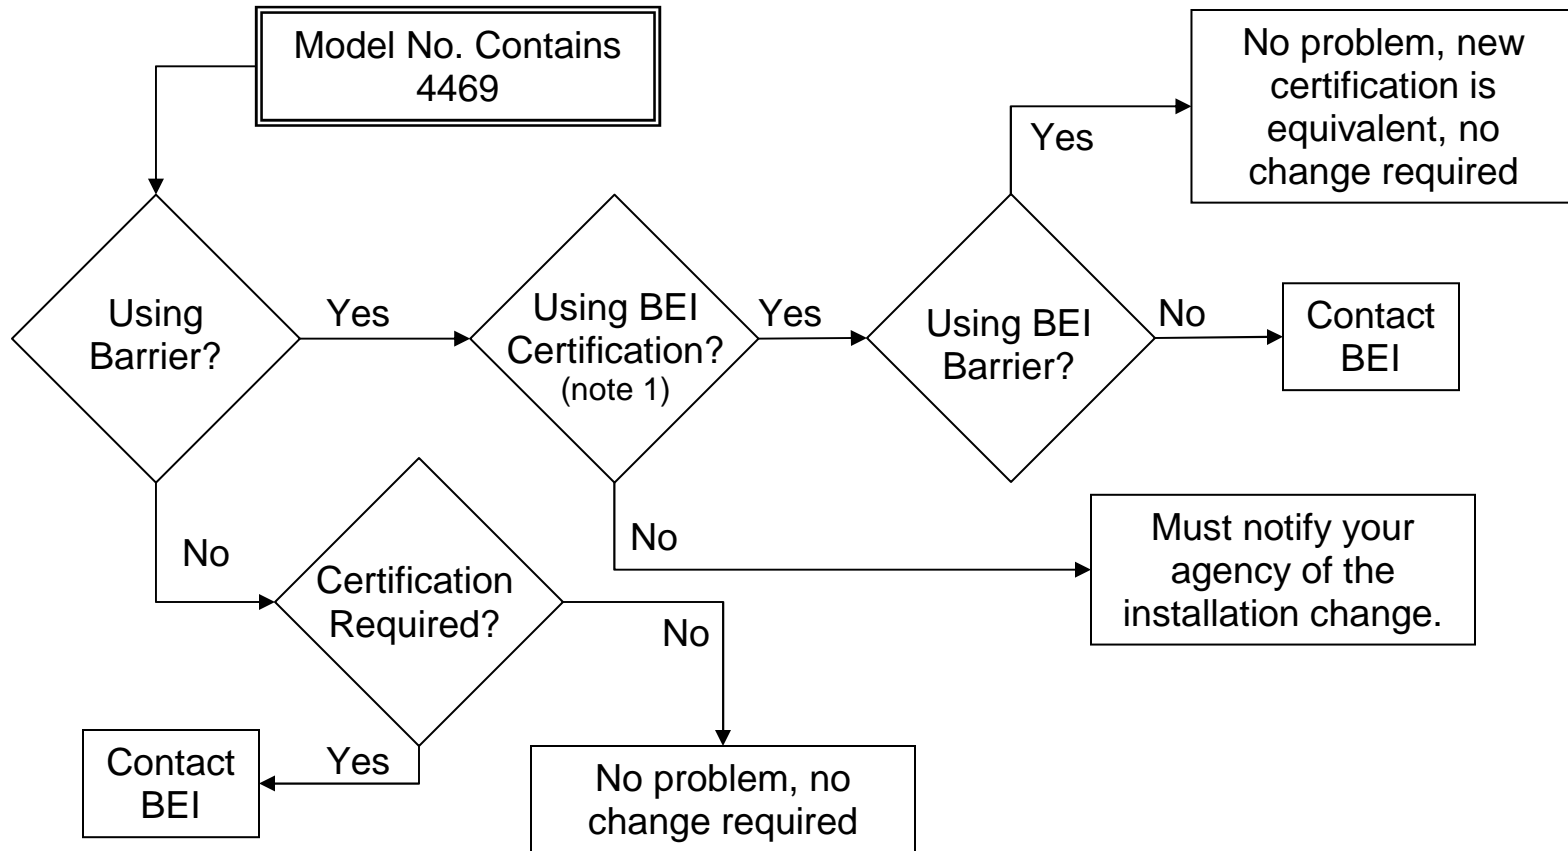 Model No. Contains
4469
No problem, new
certification is
equivalent, no
change required
Yes
Using
Barrier?
Yes
Using BEI
Certification?
(note 1)
Yes
Using BEI
Barrier?
No
Contact
BEI
No
No
Must notify your
agency of the
installation change.
Certification
Required?
No
Contact
BEI
Yes
No problem, no
change required